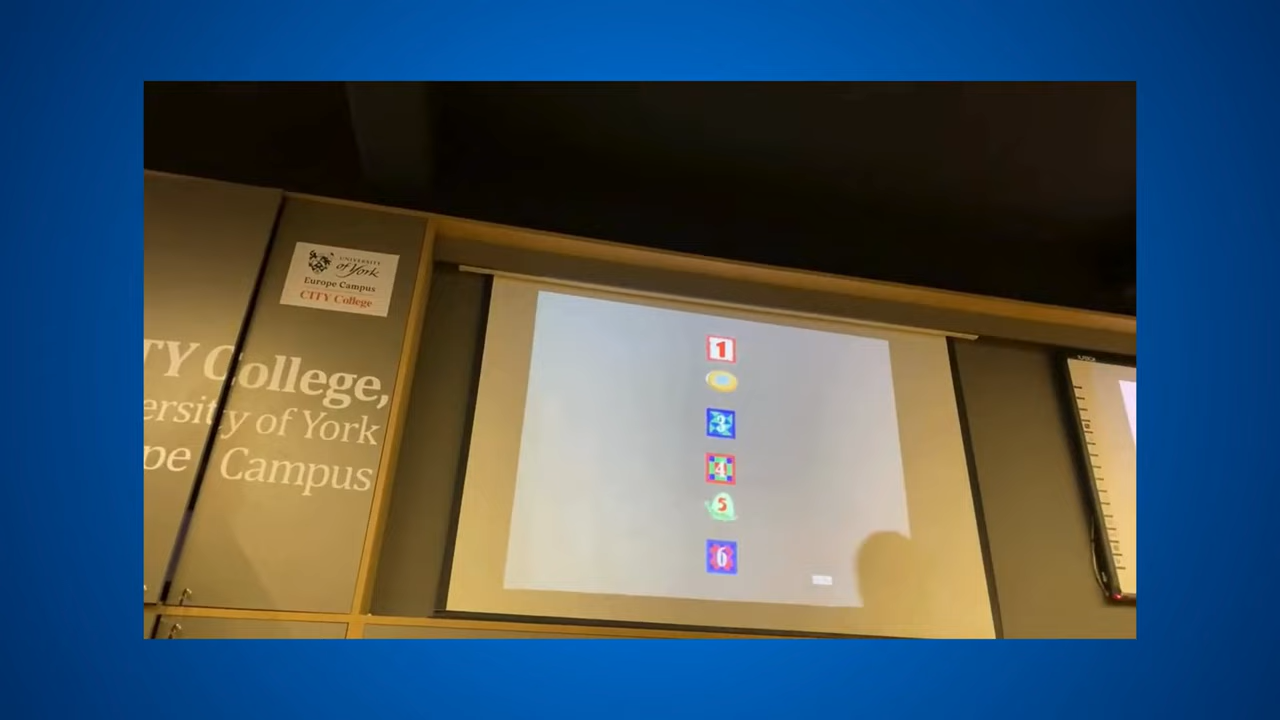 UNIVERSITY
of York
Europe Campus
CITY College
TY College,
ersity of York
pe Campus
1
3
4
5
6